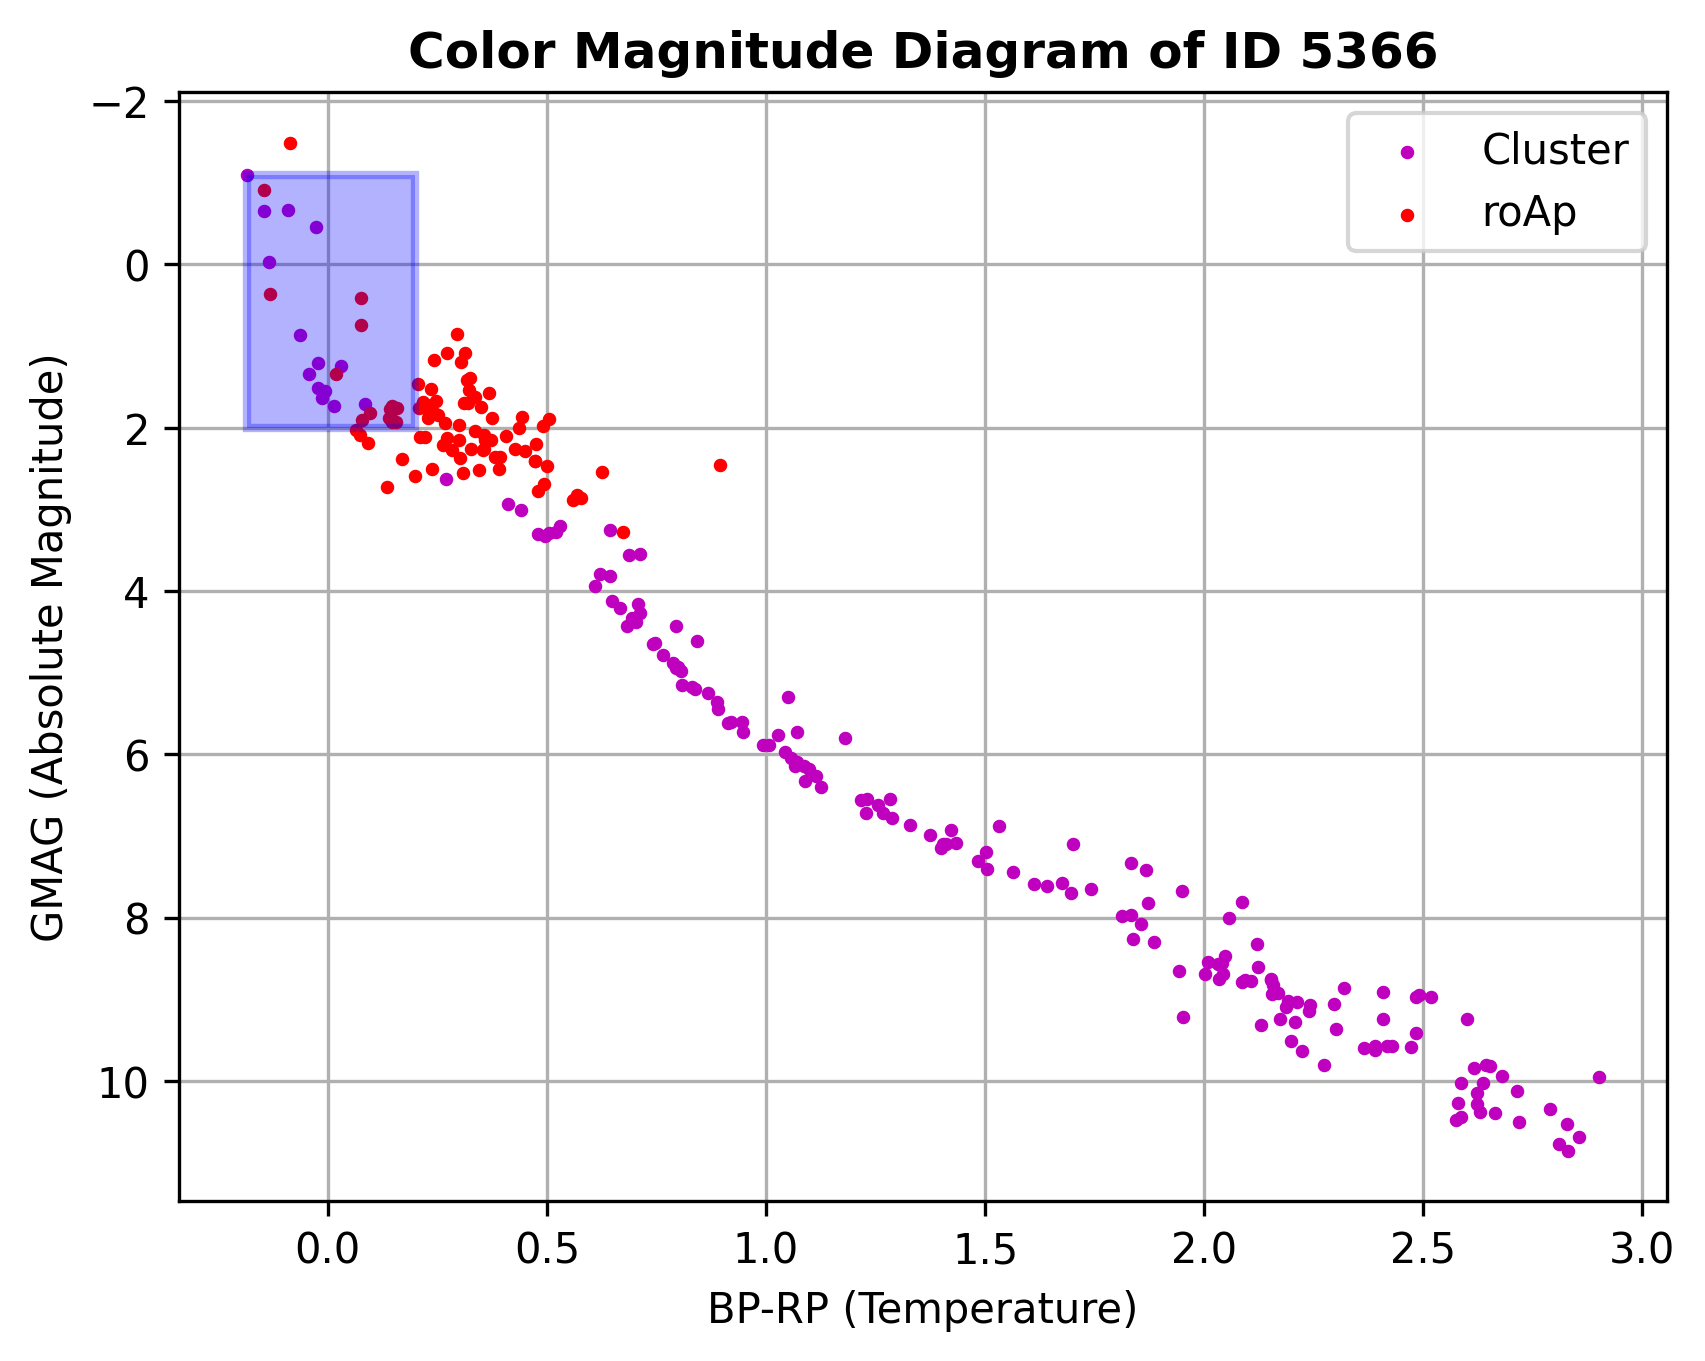 Color Magnitude Diagram of ID 5366
Cluster
roAp
GMAG (Absolute Magnitude)
−2
0
2
4
6
8
10
0.0 0.5 1.0 1.5 2.0 2.5 3.0
BP-RP (Temperature)